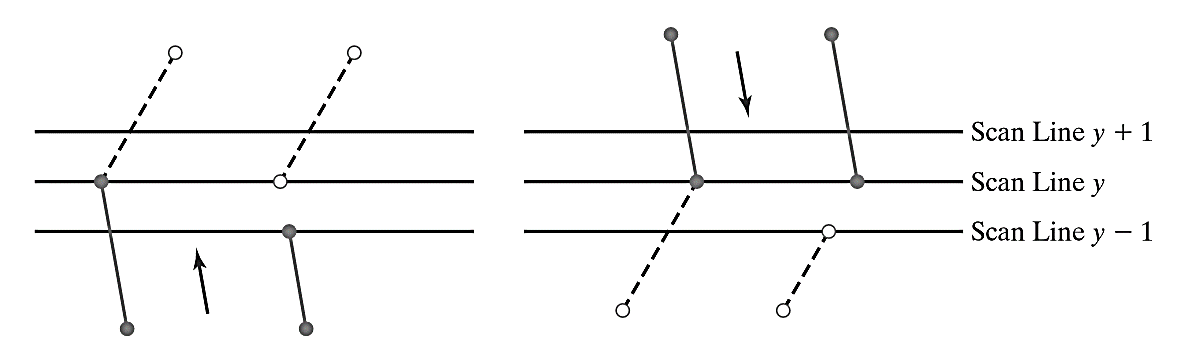 Scan Line y + 1
Scan Line y
Scan Line y − 1